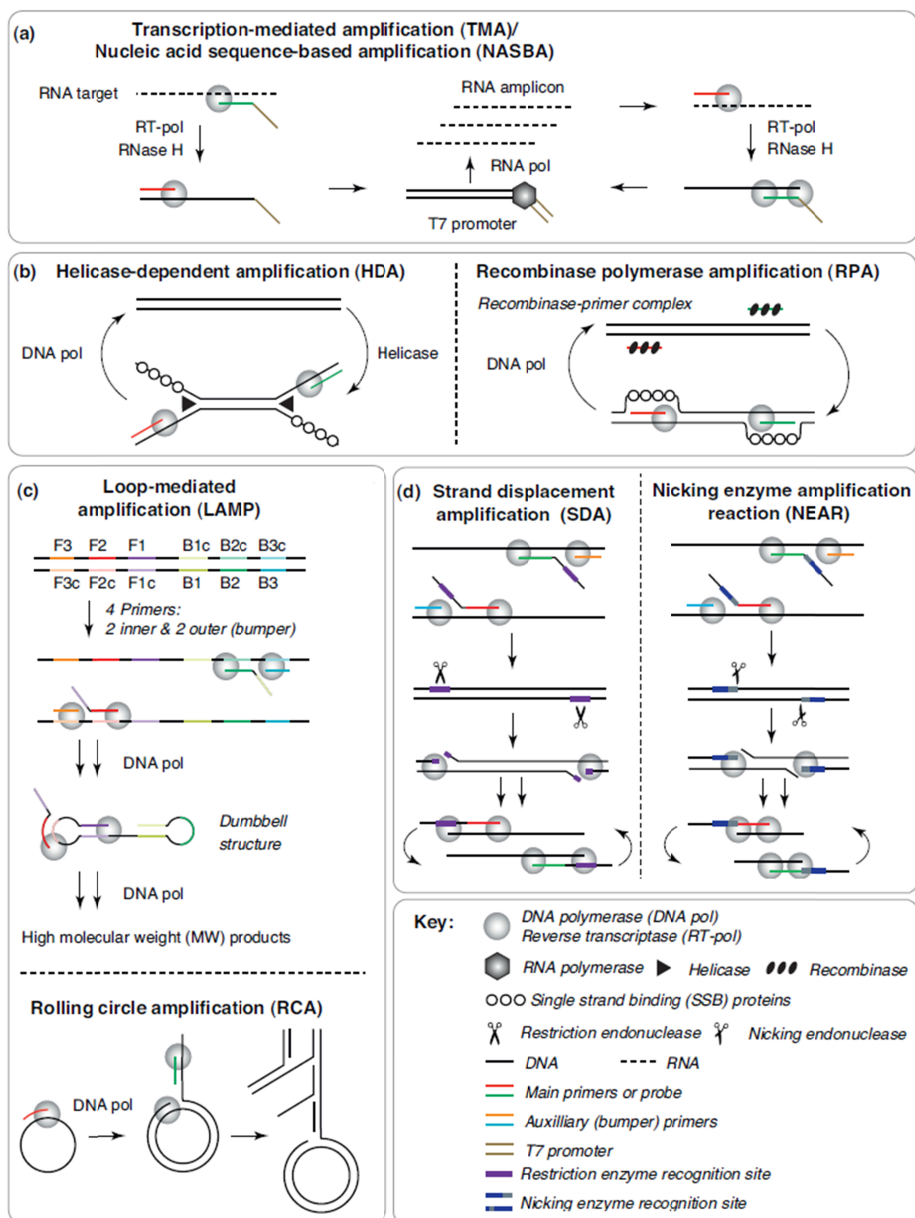 (a)
Transcription-mediated amplification (TMA)/
Nucleic acid sequence-based amplification (NASBA)
RNA target
RT-pol
RNase H
RNA amplicon
RNA pol
T7 promoter
RT-pol
RNase H
(b)
Helicase-dependent amplification (HDA)
DNA pol
Helicase
Recombinase polymerase amplification (RPA)
Recombinase-primer complex
DNA pol
(c)
Loop-mediated
amplification (LAMP)
F3 F2 F1 B1c B2c B3c
F3c F2c F1c B1 B2 B3
4 Primers:
2 inner & 2 outer (bumper)
DNA pol
Dumbbell
structure
DNA pol
High molecular weight (MW) products
Rolling circle amplification (RCA)
DNA pol
(d)
Strand displacement
amplification (SDA)
Nicking enzyme amplification
reaction (NEAR)
Key:
DNA polymerase (DNA pol)
Reverse transcriptase (RT-pol)
RNA polymerase Helicase Recombinase
Single strand binding (SSB) proteins
Restriction endonuclease Nicking endonuclease
DNA RNA
Main primers or probe
Auxilliary (bumper) primers
T7 promoter
Restriction enzyme recognition site
Nicking enzyme recognition site